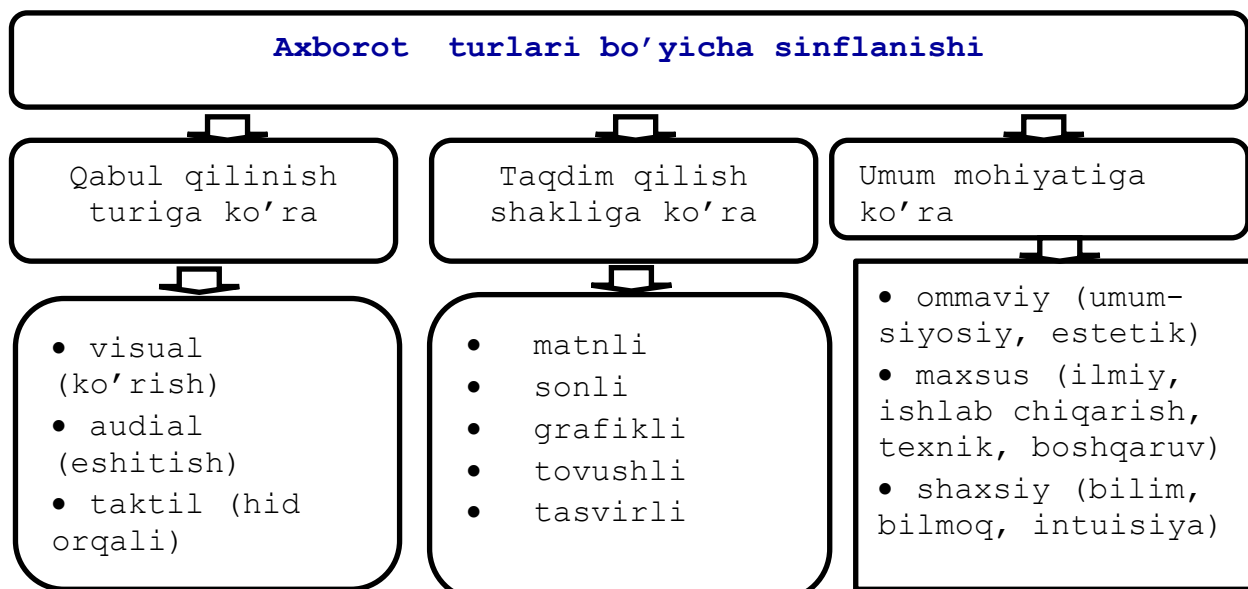 Axborot turlari bo’yicha sinflanishi
Qabul qilinish
turiga ko’ra
Taqdim qilish
shakliga ko’ra
Umum mohiyatiga
ko’ra
• visual
(ko’rish)
• audial
(eshitish)
• taktil (hid
orqali)
• matnli
• sonli
• grafikli
• tovushli
• tasvirli
• ommaviy (umum-
siyosiy, estetik)
• maxsus (ilmiy,
ishlab chiqarish,
texnik, boshqaruv)
• shaxsiy (bilim,
bilmoq, intuisiya)